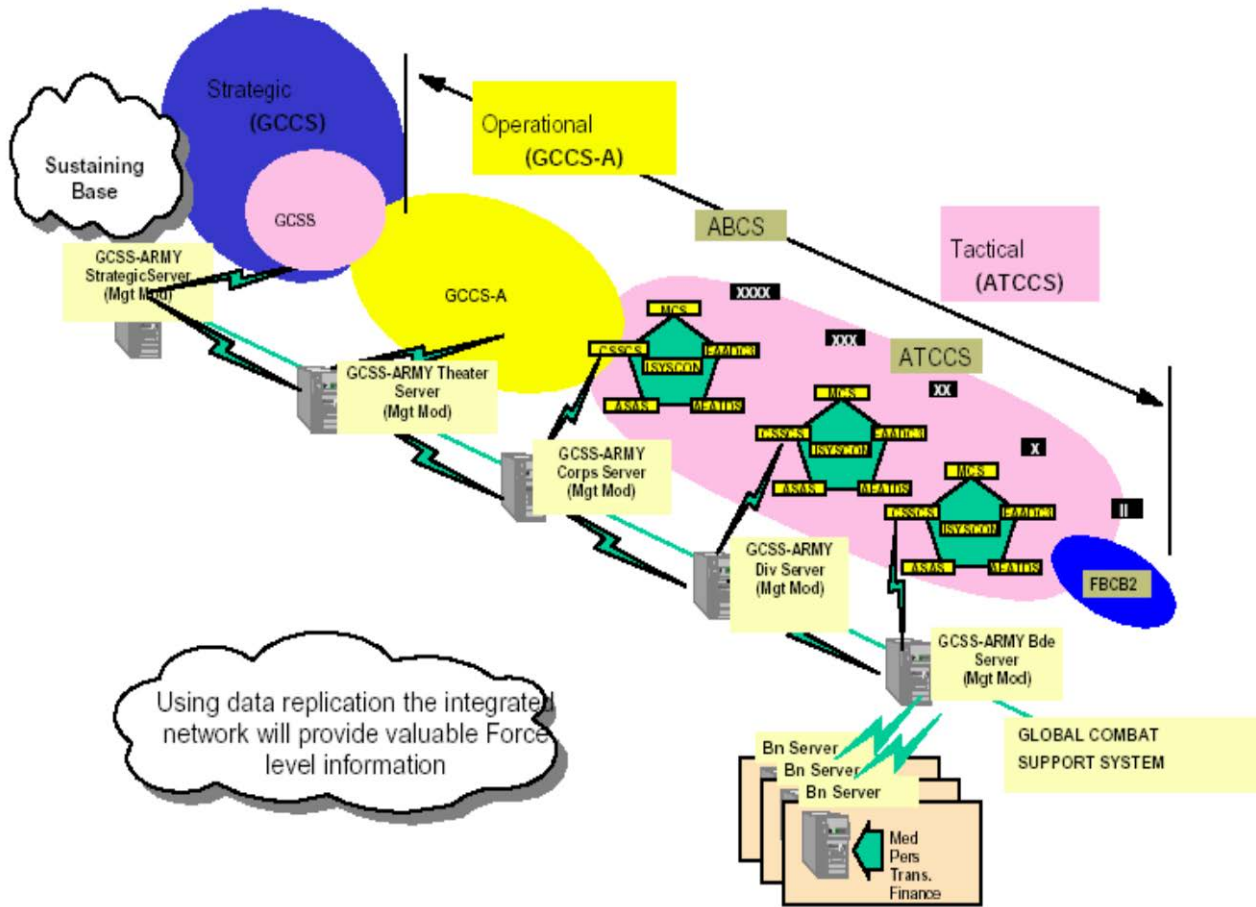 Strategic
(GCCS)
Operational
(GCCS-A)
Sustaining
Base
GCSS
ABCS
Tactical
(ATCCS)
GCSS-ARMY
StrategicServer
(Mgt Mod)
GCCS-A
XXXX
XXX
XX
X
II
ATCCS
MCS
CSSCS
FAADC3
ISYSCON
ASAS
AFATDS
MCS
CSSCS
FAADC3
ISYSCON
ASAS
AFATDS
MCS
CSSCS
FAADC3
ISYSCON
ASAS
AFATDS
FBCB2
GCSS-ARMY Theater
Server
(Mgt Mod)
GCSS-ARMY
Corps Server
(Mgt Mod)
GCSS-ARMY
Div Server
(Mgt Mod)
GCSS-ARMY Bde
Server
(Mgt Mod)
Using data replication the integrated
network will provide valuable Force
level information
GLOBAL COMBAT
SUPPORT SYSTEM
Bn Server
Bn Server
Bn Server
Med
Pers
Trans.
Finance